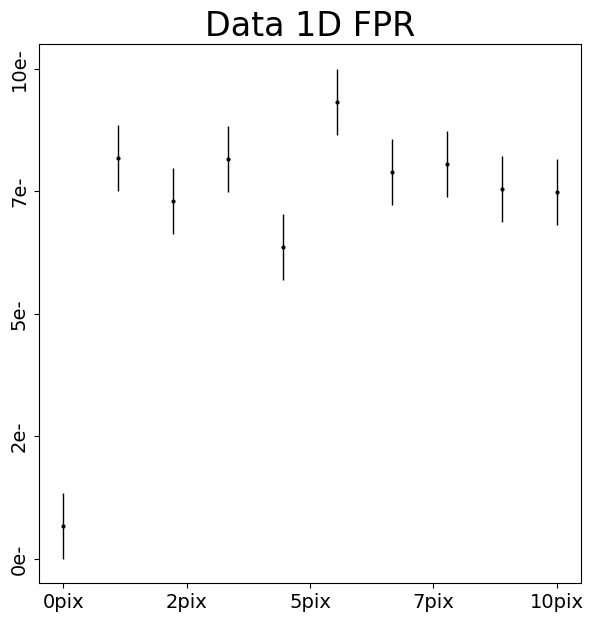 Data 1D FPR
10e-
7e-
5e-
2e-
0e-
0pix 2pix 5pix 7pix 10pix